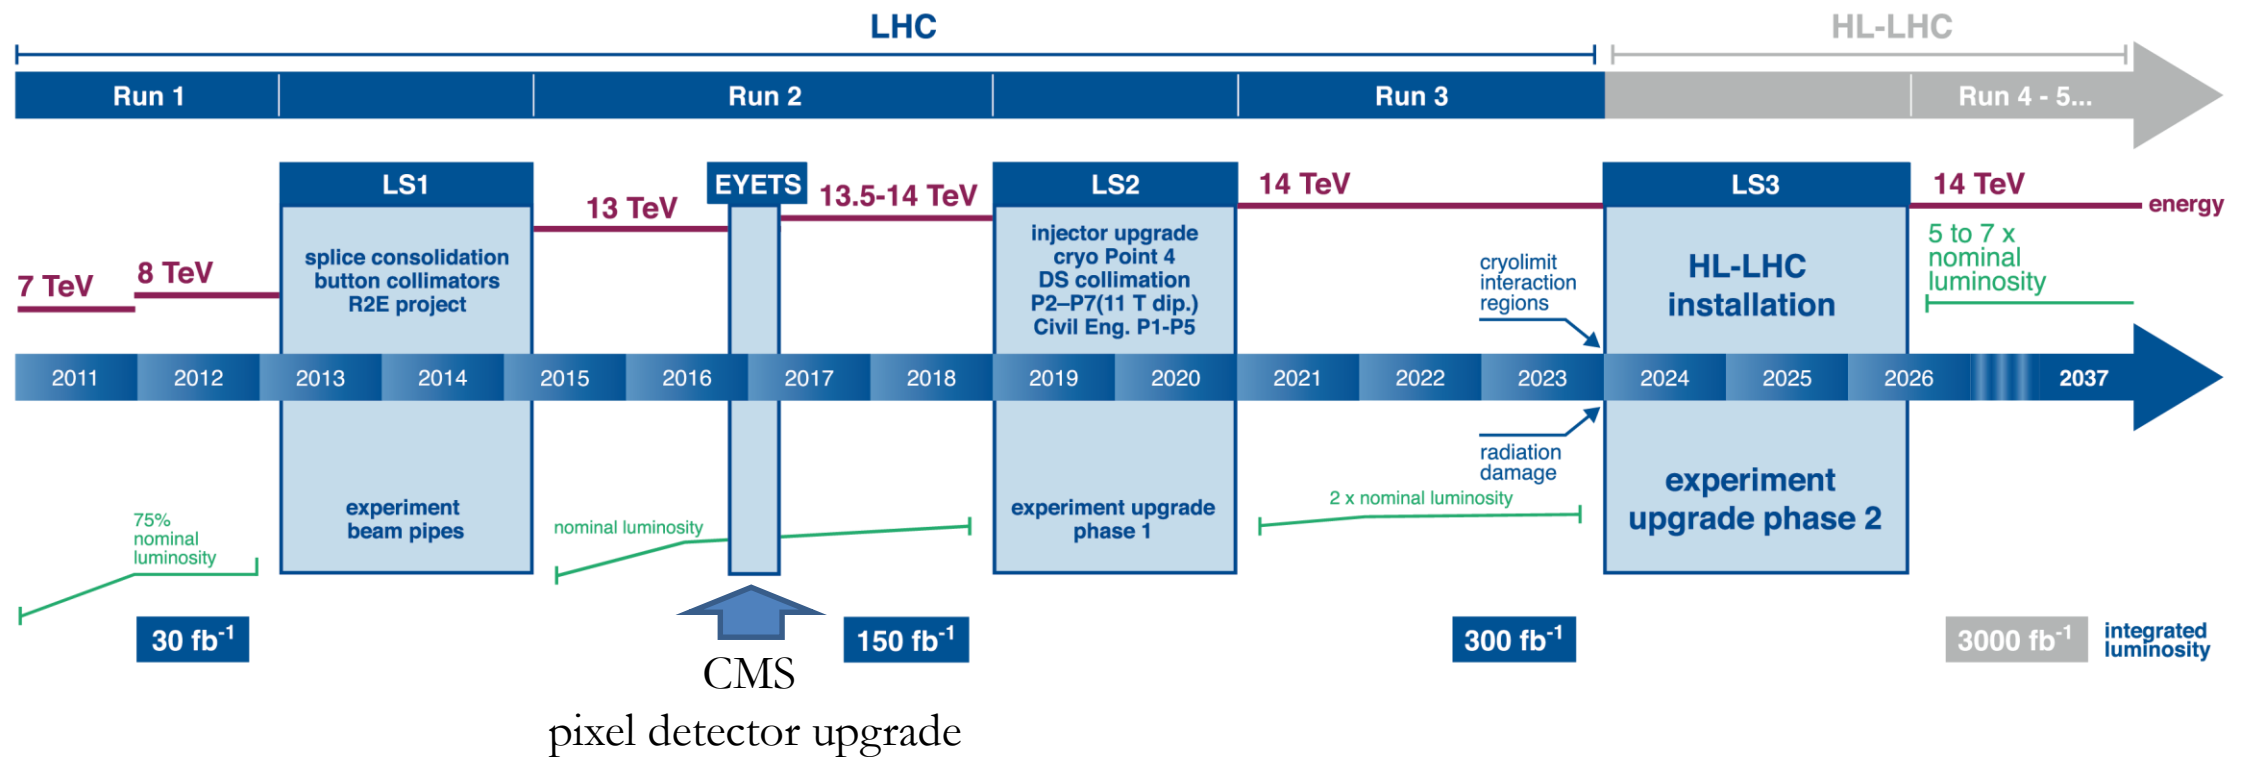 LHC
HL-LHC
Run 1
Run 2
Run 3
Run 4 - 5...
LS1
EYETS
LS2
LS3
7 TeV
8 TeV
13 TeV
13.5-14 TeV
14 TeV
14 TeV
energy
splice consolidation
button collimators
R2E project
injector upgrade
cryo Point 4
DS collimation
P2–P7(11 T dip.)
Civil Eng. P1-P5
cryolimit
interaction
regions
HL-LHC
installation
5 to 7 x
nominal
luminosity
2011
2012
2013
2014
2015
2016
2017
2018
2019
2020
2021
2022
2023
2024
2025
2026
2037
radiation
damage
75%
nominal
luminosity
experiment
beam pipes
nominal luminosity
experiment upgrade
phase 1
2 x nominal luminosity
experiment
upgrade phase 2
30 fb-1
150 fb-1
300 fb-1
3000 fb-1
integrated
luminosity
CMS
pixel detector upgrade